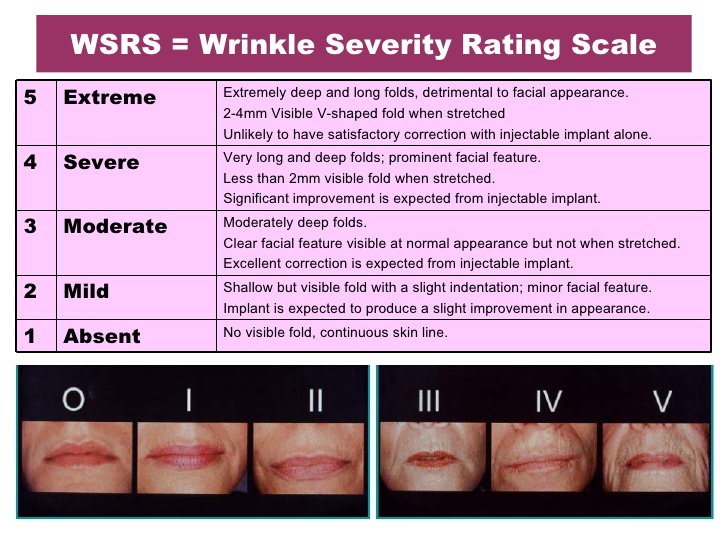 WSRS = Wrinkle Severity Rating Scale
5 Extreme
Extremely deep and long folds, detrimental to facial appearance.
2-4mm Visible V-shaped fold when stretched
Unlikely to have satisfactory correction with injectable implant alone.
4 Severe
Very long and deep folds; prominent facial feature.
Less than 2mm visible fold when stretched.
Significant improvement is expected from injectable implant.
3 Moderate
Moderately deep folds.
Clear facial feature visible at normal appearance but not when stretched.
Excellent correction is expected from injectable implant.
2 Mild
Shallow but visible fold with a slight indentation; minor facial feature.
Implant is expected to produce a slight improvement in appearance.
1 Absent
No visible fold, continuous skin line.
O I II III IV V